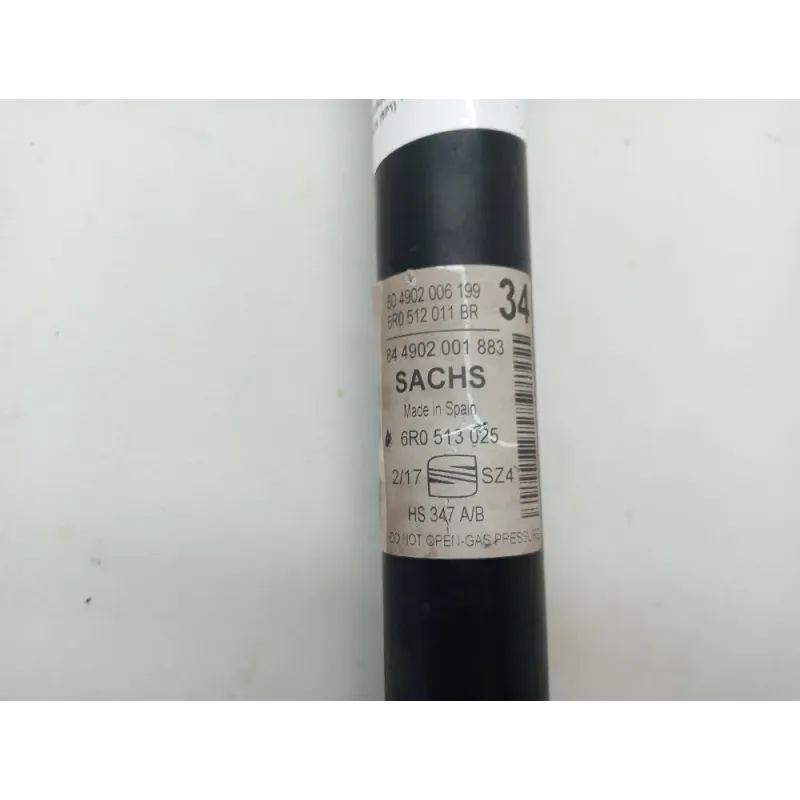 80 4902 006 199
6R0 512 011 BR
34
84 4902 001 883
SACHS
Made in Spain
6R0 513 025
2/17 SZ4
HS 347 A/B
DO NOT OPEN-GAS PRESSURE